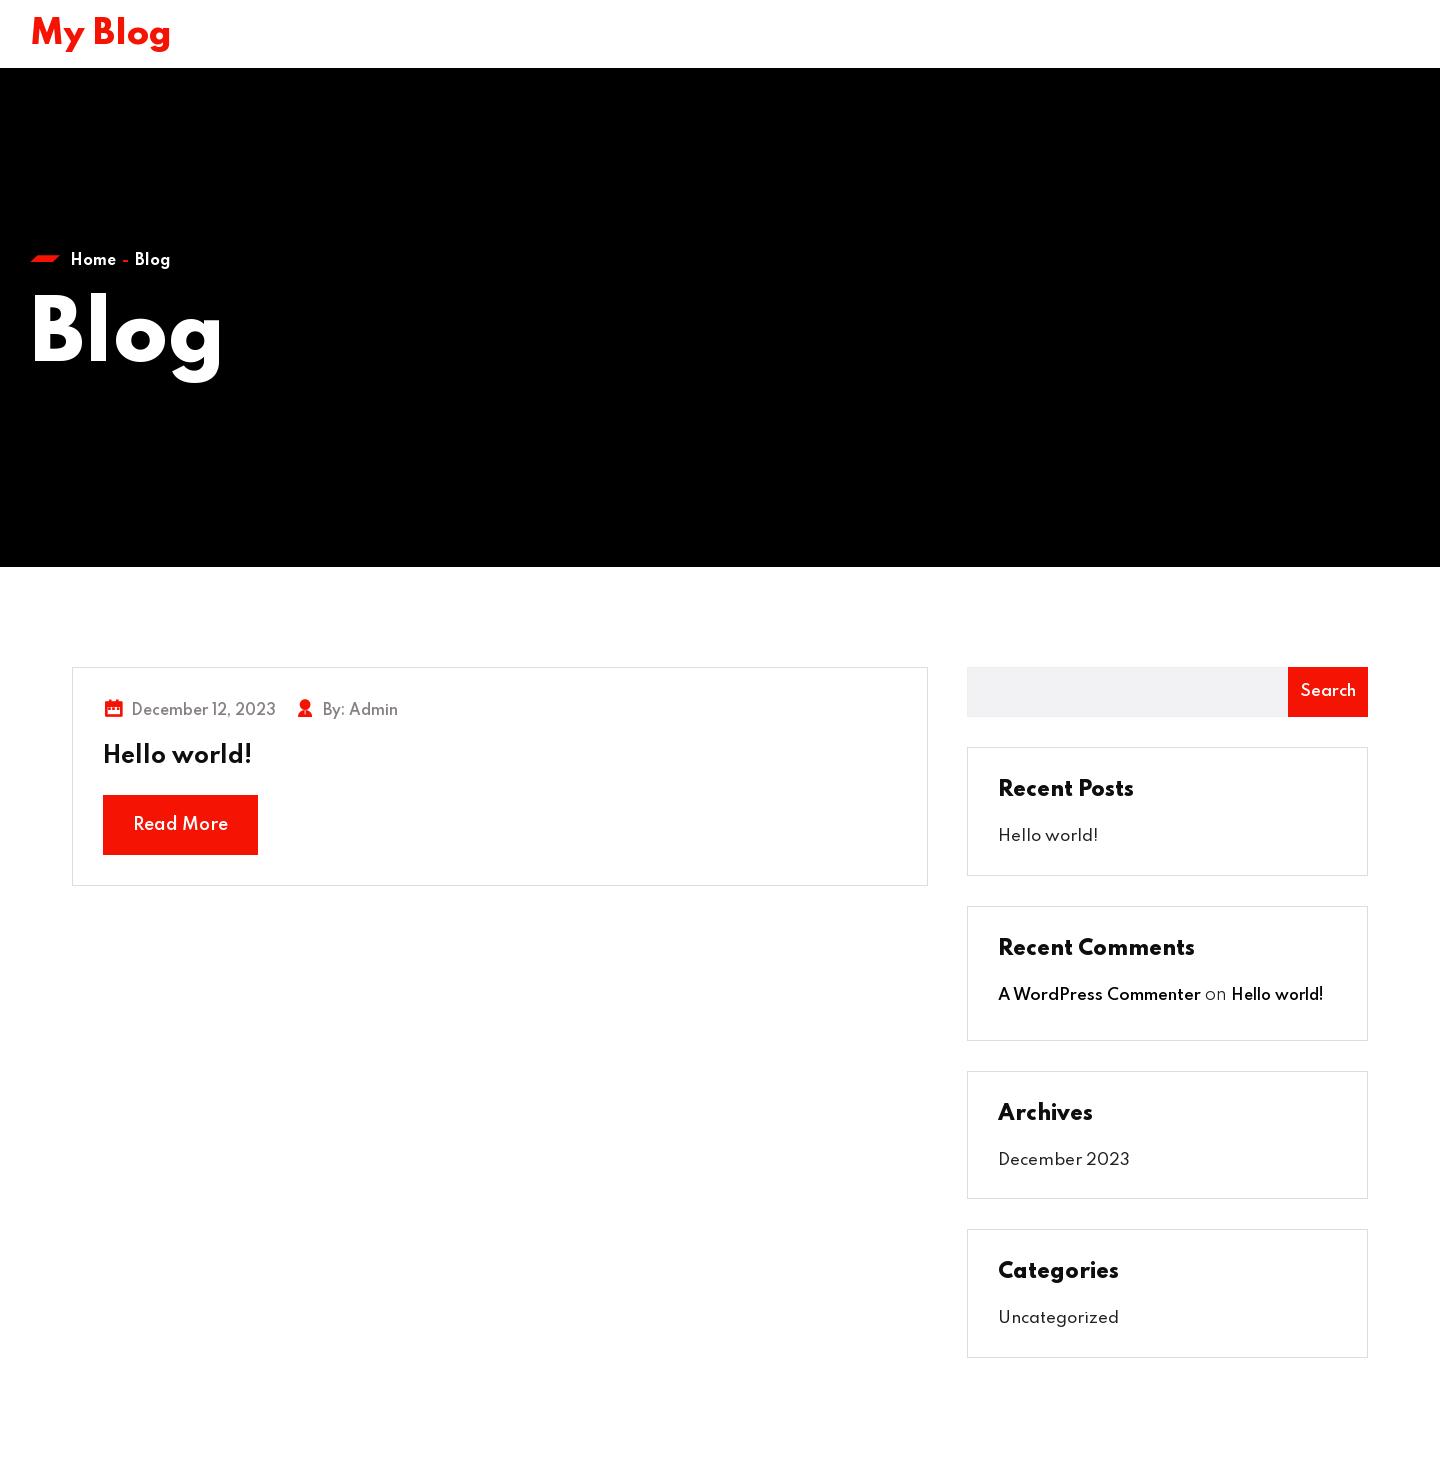 My Blog
Home - Blog
Blog
December 12, 2023 By: Admin
Hello world!
Read More
Search
Recent Posts
Hello world!
Recent Comments
A WordPress Commenter on Hello world!
Archives
December 2023
Categories
Uncategorized